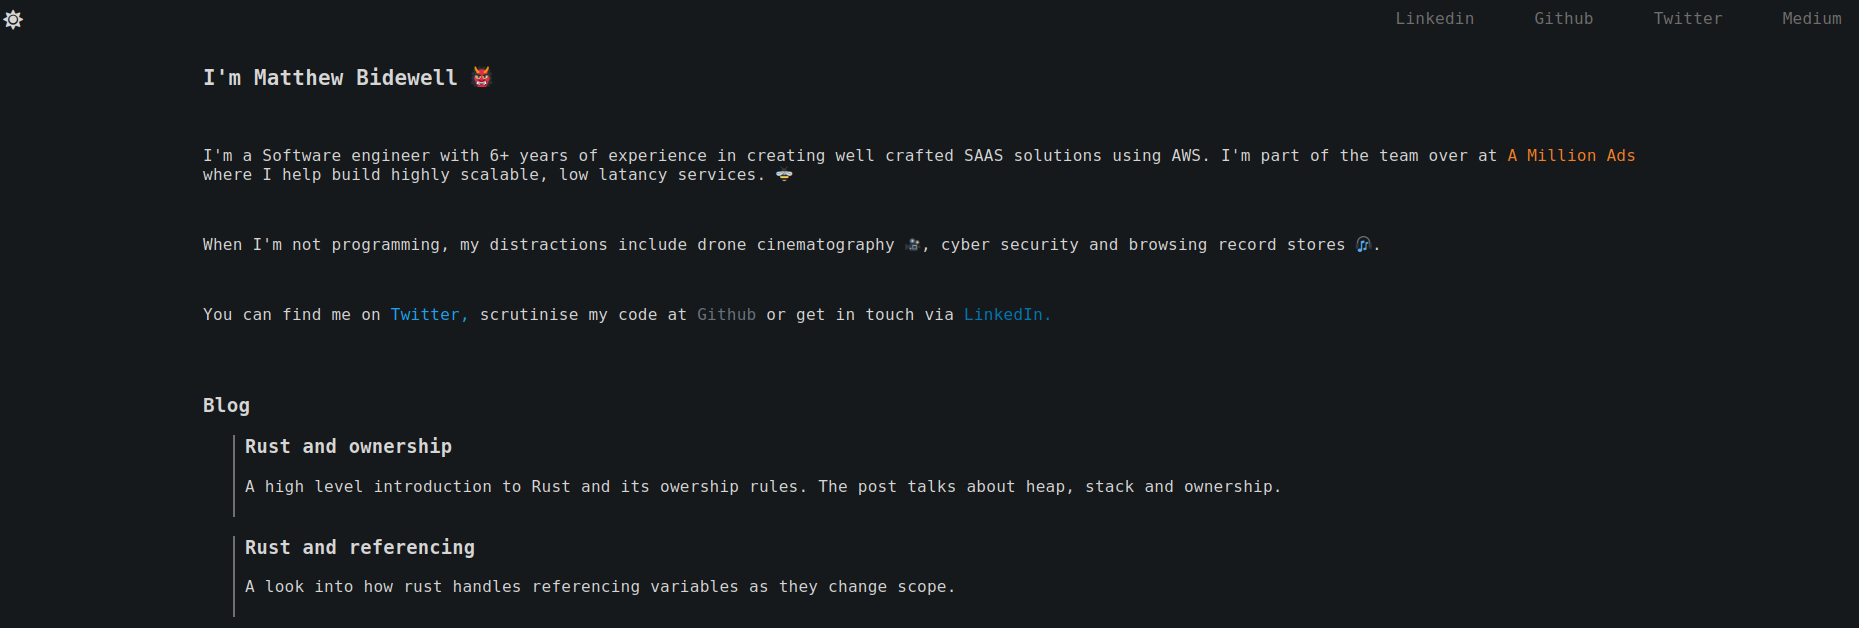 Linkedin Github Twitter Medium
I'm Matthew Bidewell 👹
I'm a Software engineer with 6+ years of experience in creating well crafted SAAS solutions using AWS. I'm part of the team over at A Million Ads
where I help build highly scalable, low latancy services. 🐝
When I'm not programming, my distractions include drone cinematography 🎥, cyber security and browsing record stores 🎧.
You can find me on Twitter, scrutinise my code at Github or get in touch via LinkedIn.
Blog
Rust and ownership
A high level introduction to Rust and its owership rules. The post talks about heap, stack and ownership.
Rust and referencing
A look into how rust handles referencing variables as they change scope.